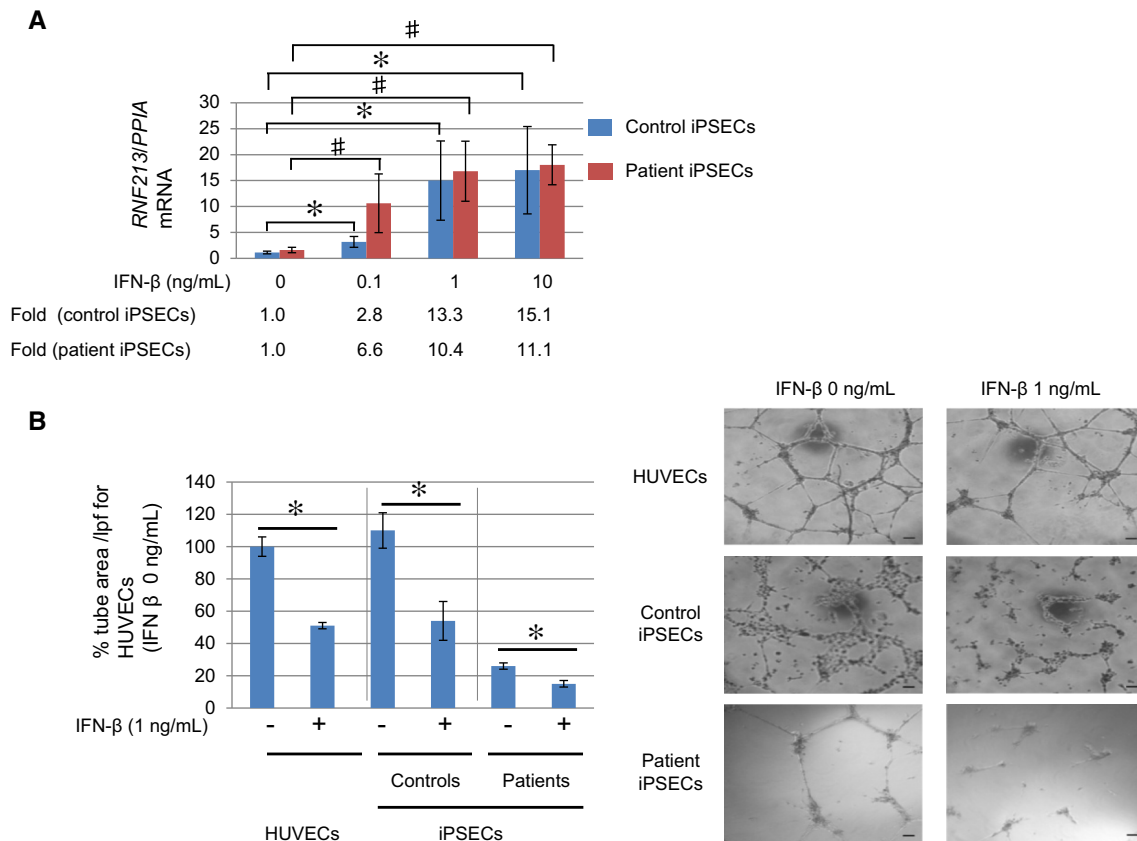 A
♯
*
♯
*
♯
*
RNF213/PPIA
mRNA
30
25
20
15
10
5
0
Control iPSECs
Patient iPSECs
IFN-β (ng/mL) 0 0.1 1 10
Fold (control iPSECs) 1.0 2.8 13.3 15.1
Fold (patient iPSECs) 1.0 6.6 10.4 11.1
B
% tube area /lpf for
HUVECs
(IFN β 0 ng/mL)
140
120
100
80
60
40
20
0
*
*
*
IFN-β (1 ng/mL) - + - + - +
Controls Patients
HUVECs iPSECs
IFN-β 0 ng/mL IFN-β 1 ng/mL
HUVECs
Control
iPSECs
Patient
iPSECs